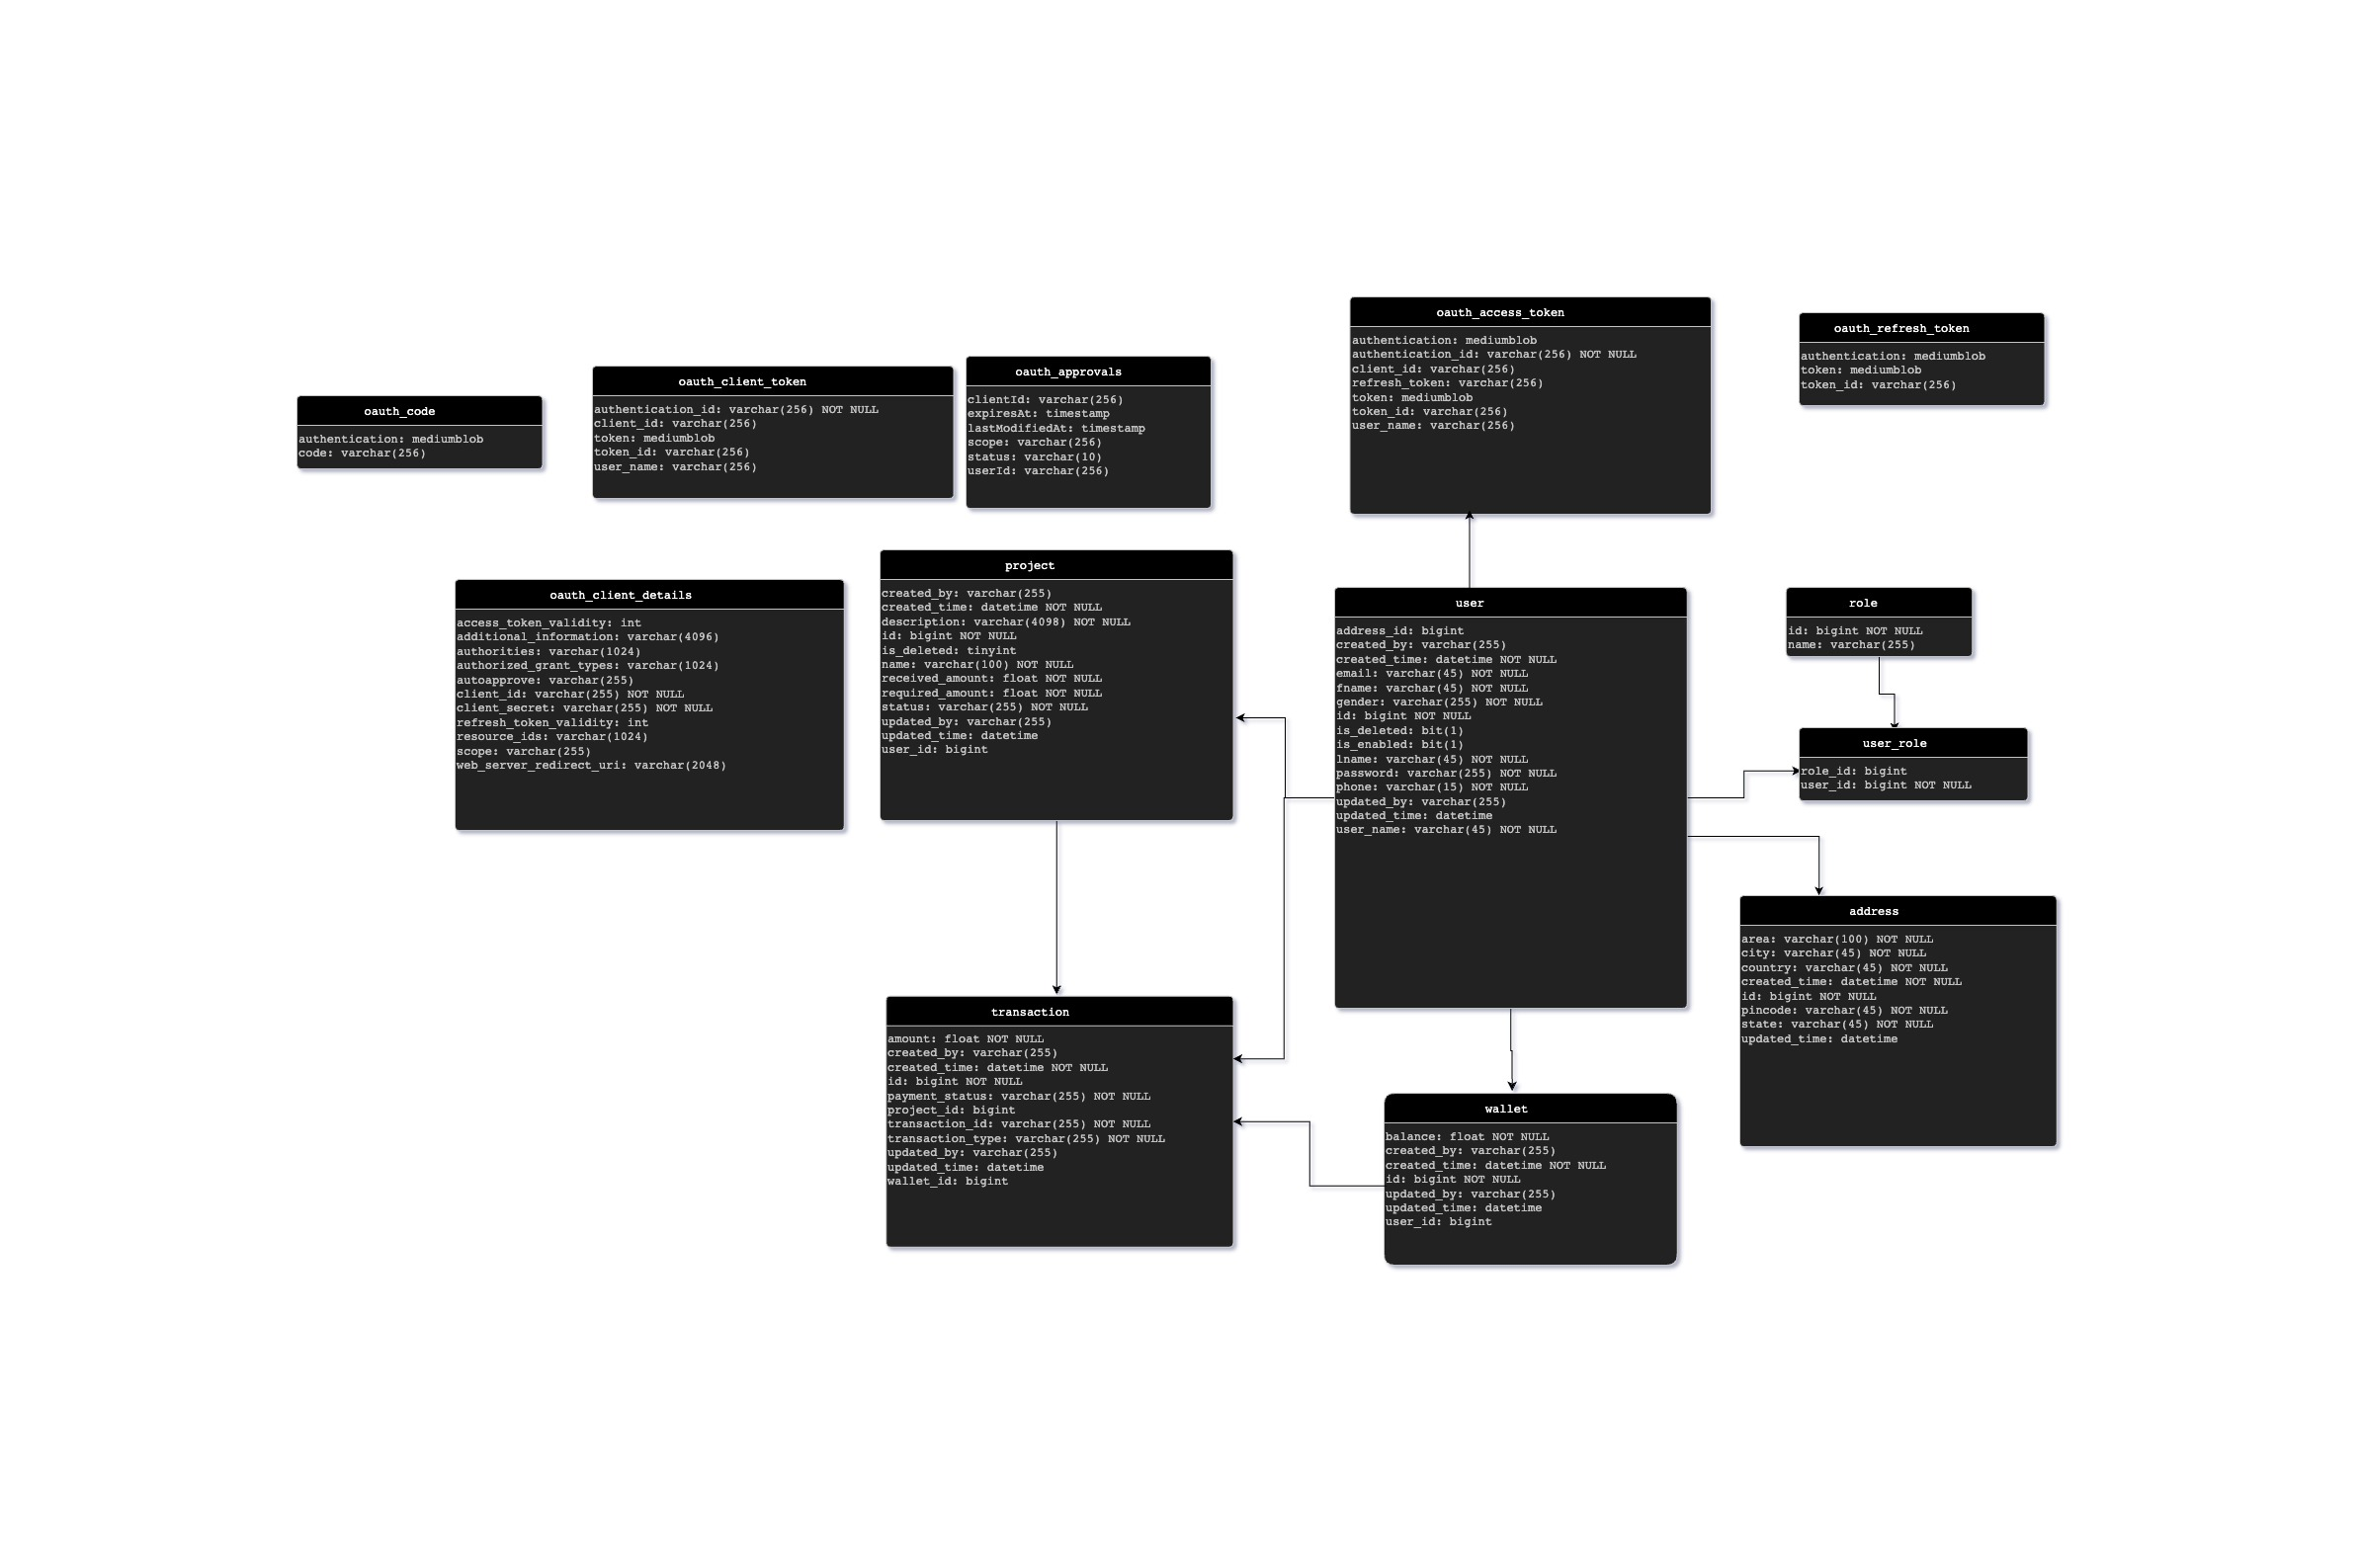 oauth_access_token
authentication: mediumblob
authentication_id: varchar(256) NOT NULL
client_id: varchar(256)
refresh_token: varchar(256)
token: mediumblob
token_id: varchar(256)
user_name: varchar(256)
oauth_refresh_token
authentication: mediumblob
token: mediumblob
token_id: varchar(256)
oauth_code
authentication: mediumblob
code: varchar(256)
oauth_client_token
authentication_id: varchar(256) NOT NULL
client_id: varchar(256)
token: mediumblob
token_id: varchar(256)
user_name: varchar(256)
oauth_approvals
clientId: varchar(256)
expiresAt: timestamp
lastModifiedAt: timestamp
scope: varchar(256)
status: varchar(10)
userId: varchar(256)
oauth_client_details
access_token_validity: int
additional_information: varchar(4096)
authorities: varchar(1024)
authorized_grant_types: varchar(1024)
autoapprove: varchar(255)
client_id: varchar(255) NOT NULL
client_secret: varchar(255) NOT NULL
refresh_token_validity: int
resource_ids: varchar(1024)
scope: varchar(255)
web_server_redirect_uri: varchar(2048)
project
created_by: varchar(255)
created_time: datetime NOT NULL
description: varchar(4098) NOT NULL
id: bigint NOT NULL
is_deleted: tinyint
name: varchar(100) NOT NULL
received_amount: float NOT NULL
required_amount: float NOT NULL
status: varchar(255) NOT NULL
updated_by: varchar(255)
updated_time: datetime
user_id: bigint
user
address_id: bigint
created_by: varchar(255)
created_time: datetime NOT NULL
email: varchar(45) NOT NULL
fname: varchar(45) NOT NULL
gender: varchar(255) NOT NULL
id: bigint NOT NULL
is_deleted: bit(1)
is_enabled: bit(1)
lname: varchar(45) NOT NULL
password: varchar(255) NOT NULL
phone: varchar(15) NOT NULL
updated_by: varchar(255)
updated_time: datetime
user_name: varchar(45) NOT NULL
role
id: bigint NOT NULL
name: varchar(255)
user_role
role_id: bigint
user_id: bigint NOT NULL
address
area: varchar(100) NOT NULL
city: varchar(45) NOT NULL
country: varchar(45) NOT NULL
created_time: datetime NOT NULL
id: bigint NOT NULL
pincode: varchar(45) NOT NULL
state: varchar(45) NOT NULL
updated_time: datetime
transaction
amount: float NOT NULL
created_by: varchar(255)
created_time: datetime NOT NULL
id: bigint NOT NULL
payment_status: varchar(255) NOT NULL
project_id: bigint
transaction_id: varchar(255) NOT NULL
transaction_type: varchar(255) NOT NULL
updated_by: varchar(255)
updated_time: datetime
wallet_id: bigint
wallet
balance: float NOT NULL
created_by: varchar(255)
created_time: datetime NOT NULL
id: bigint NOT NULL
updated_by: varchar(255)
updated_time: datetime
user_id: bigint